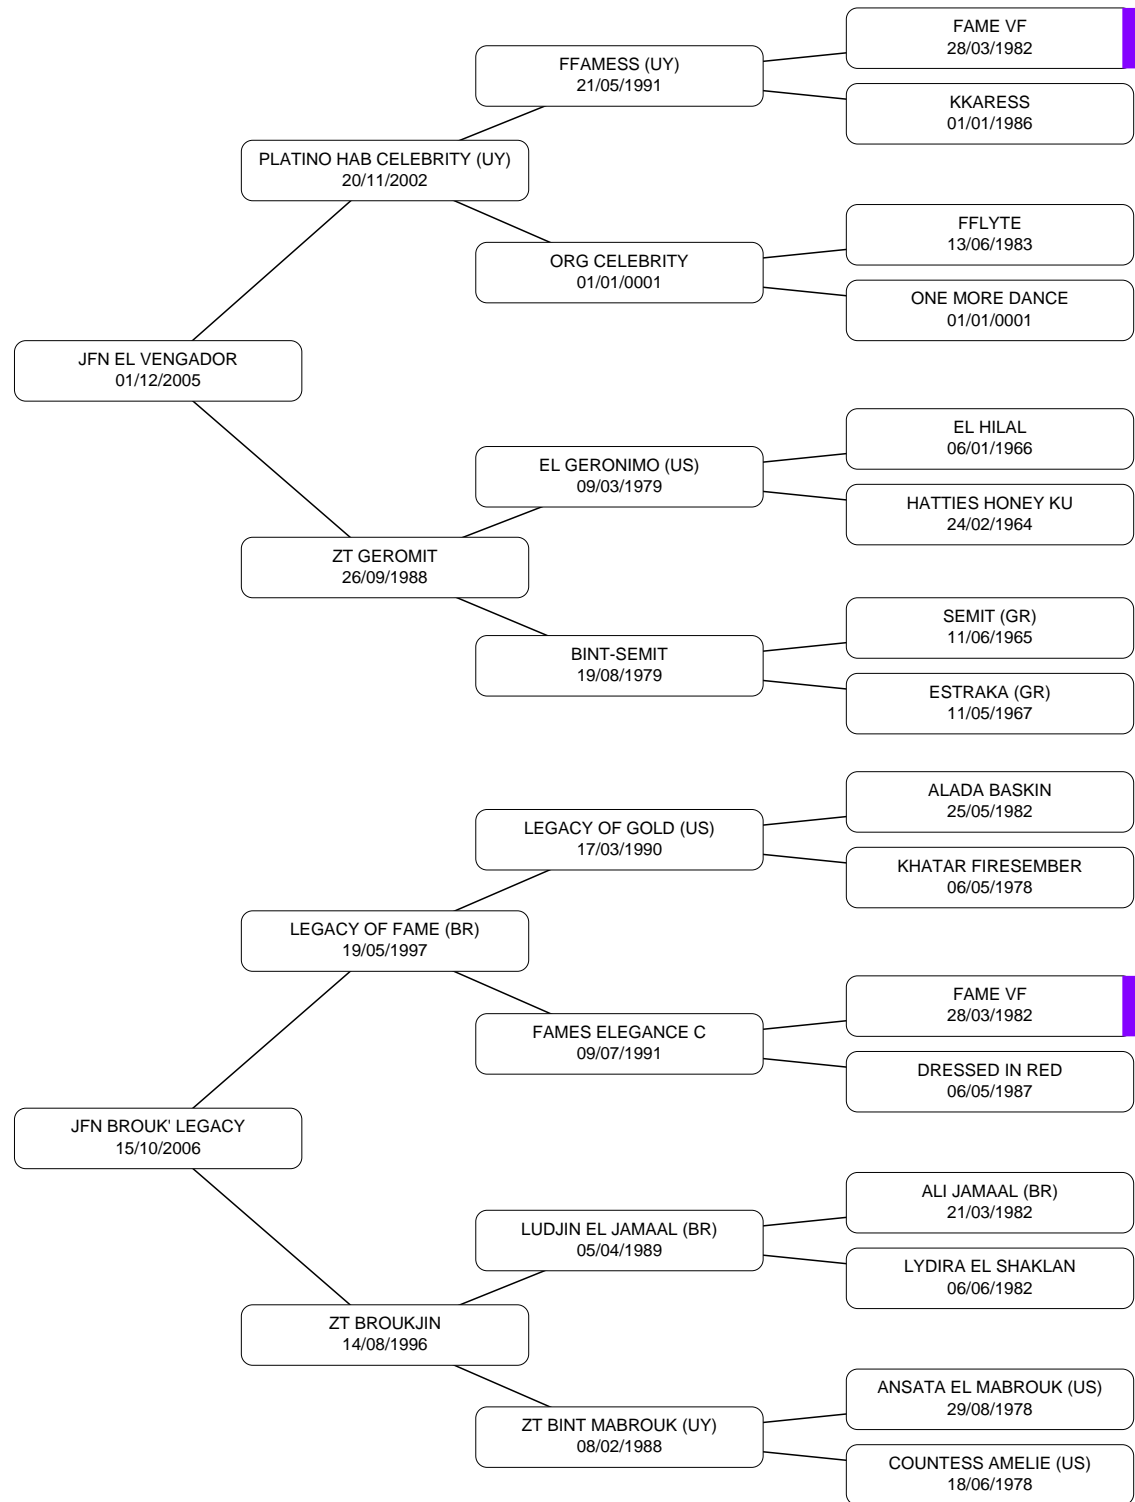 FAME VF
28/03/1982
FFAMESS (UY)
21/05/1991
KKARESS
01/01/1986
PLATINO HAB CELEBRITY (UY)
20/11/2002
FFLYTE
13/06/1983
ORG CELEBRITY
01/01/0001
ONE MORE DANCE
01/01/0001
JFN EL VENGADOR
01/12/2005
EL HILAL
06/01/1966
EL GERONIMO (US)
09/03/1979
HATTIES HONEY KU
24/02/1964
ZT GEROMIT
26/09/1988
SEMIT (GR)
11/06/1965
BINT-SEMIT
19/08/1979
ESTRAKA (GR)
11/05/1967
ALADA BASKIN
25/05/1982
LEGACY OF GOLD (US)
17/03/1990
KHATAR FIRESEMBER
06/05/1978
LEGACY OF FAME (BR)
19/05/1997
FAME VF
28/03/1982
FAMES ELEGANCE C
09/07/1991
DRESSED IN RED
06/05/1987
JFN BROUK' LEGACY
15/10/2006
ALI JAMAAL (BR)
21/03/1982
LUDJIN EL JAMAAL (BR)
05/04/1989
LYDIRA EL SHAKLAN
06/06/1982
ZT BROUKJIN
14/08/1996
ANSATA EL MABROUK (US)
29/08/1978
ZT BINT MABROUK (UY)
08/02/1988
COUNTESS AMELIE (US)
18/06/1978